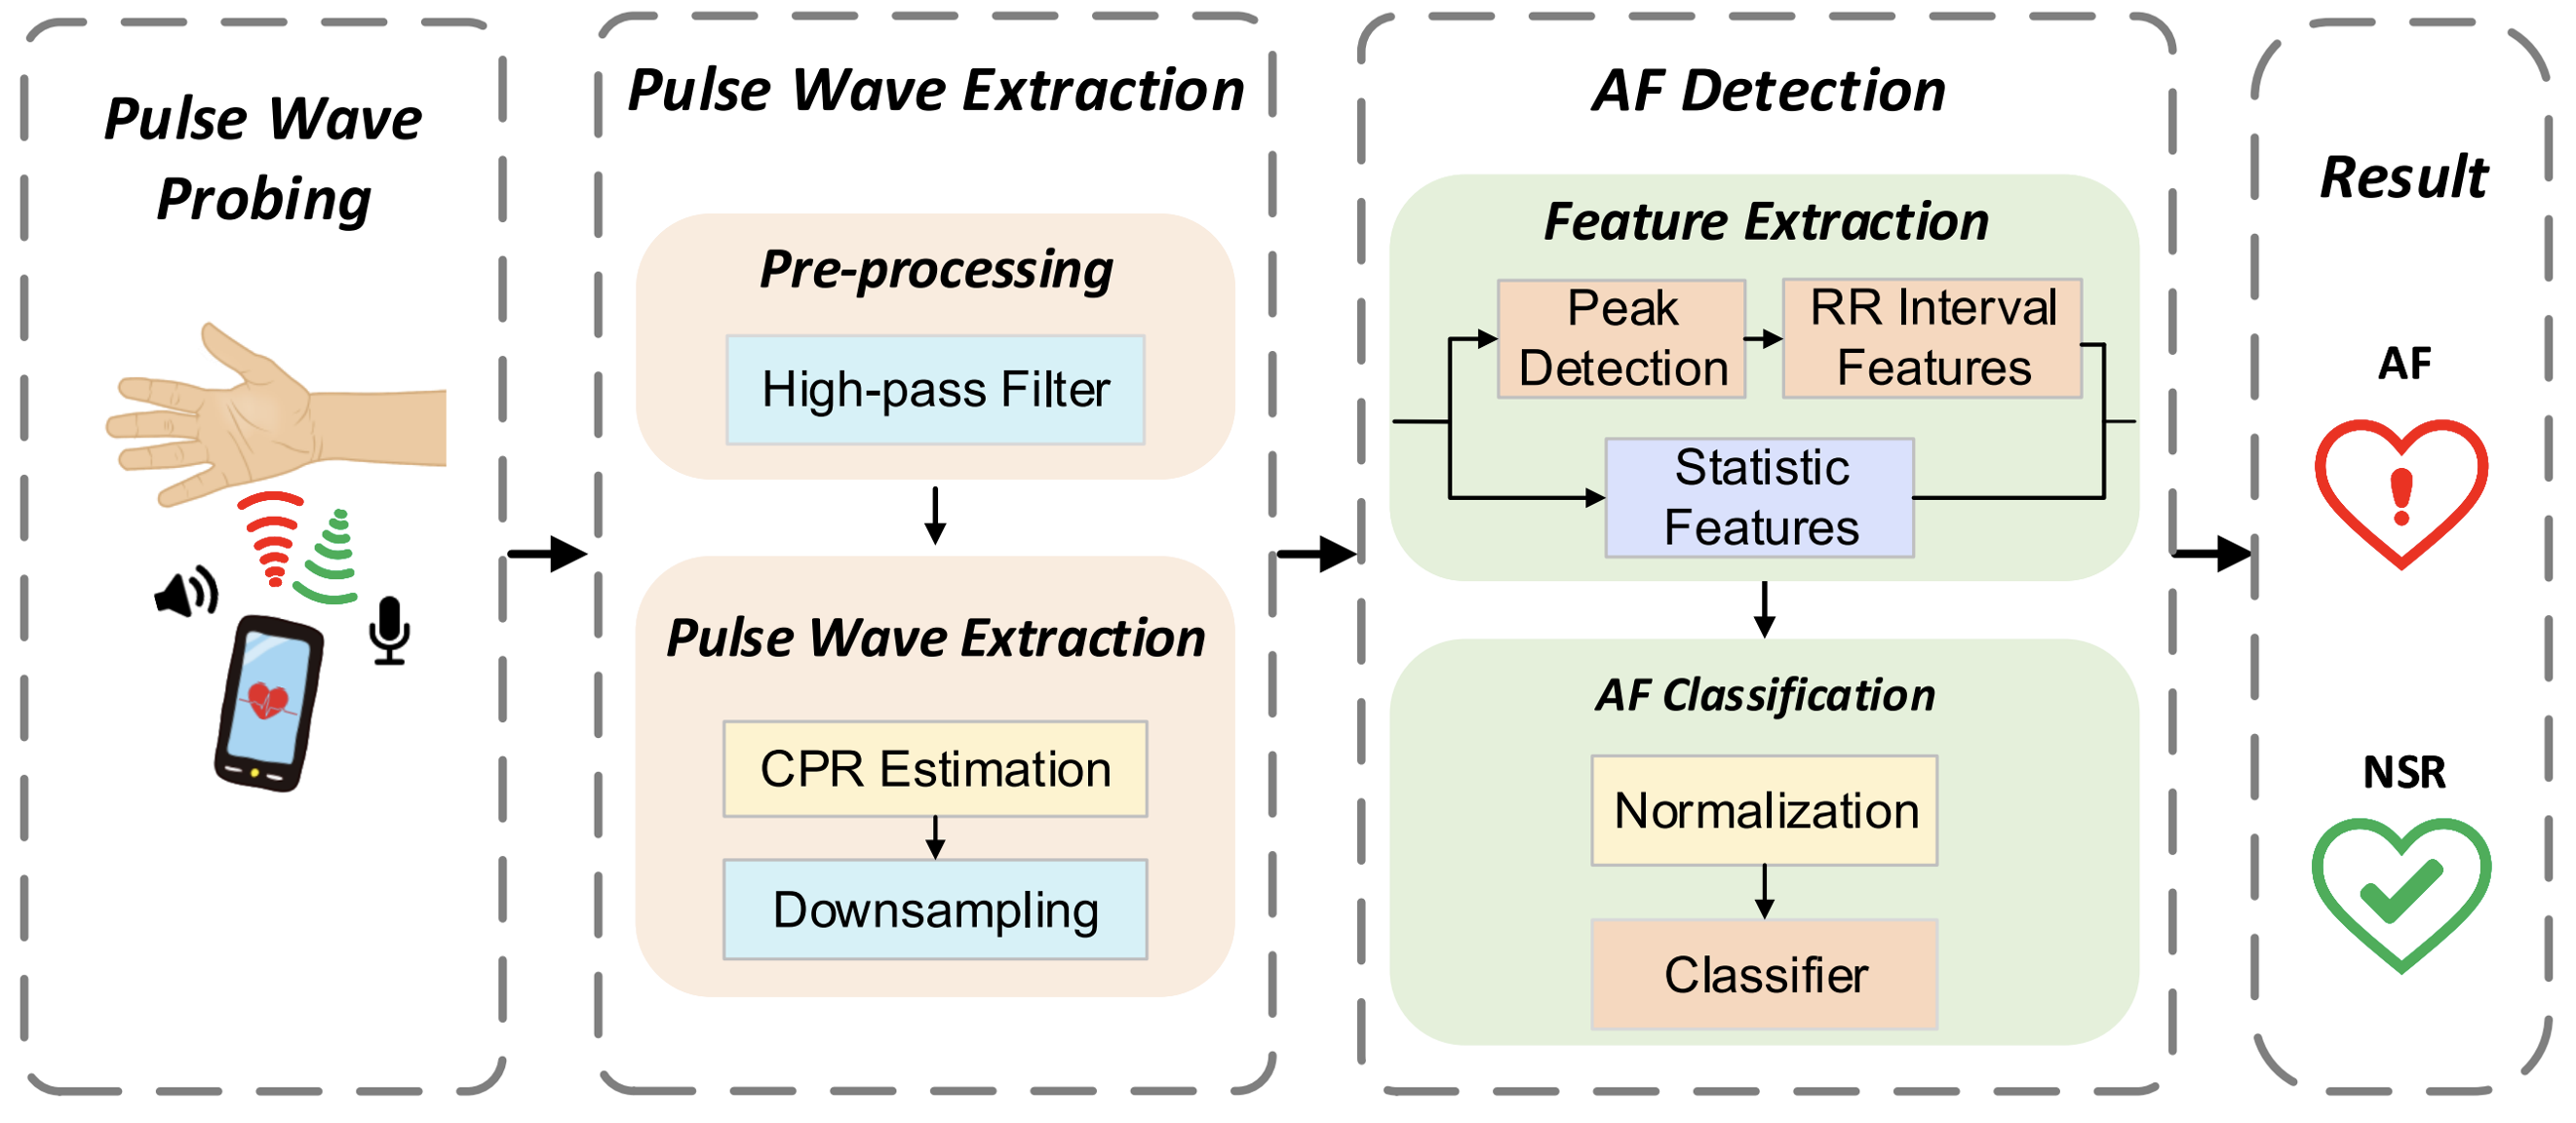 Pulse Wave
Probing
Pulse Wave Extraction
Pre-processing
High-pass Filter
Pulse Wave Extraction
CPR Estimation
Downsampling
AF Detection
Feature Extraction
Peak
Detection
RR Interval
Features
Statistic
Features
AF Classification
Normalization
Classifier
Result
AF
NSR